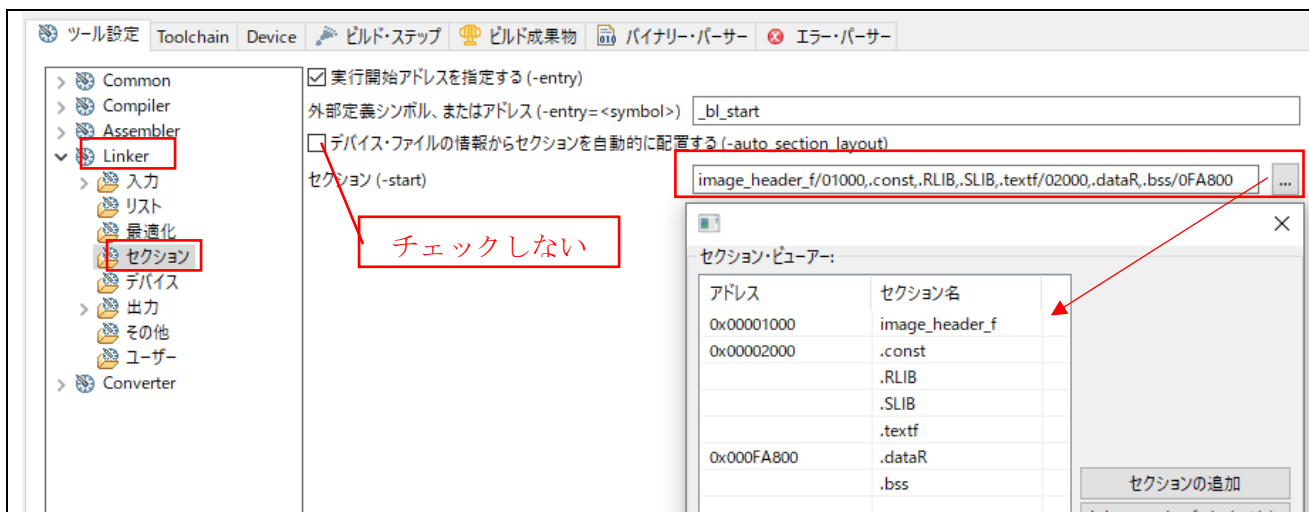 ツール設定 Toolchain Device ビルド・ステップ ビルド成果物 バイナリー・パーサー エラー・パーサー
Common
Compiler
Assembler
Linker
入力
リスト
最適化
セクション
デバイス
出力
その他
ユーザー
Converter
実行開始アドレスを指定する (-entry)
外部定義シンボル、またはアドレス (-entry=<symbol>) _bl_start
デバイス・ファイルの情報からセクションを自動的に配置する (-auto_section_layout)
セクション (-start) image_header_f/01000,.const,.RLIB,.SLIB,.textf/02000,.dataR,.bss/0FA800 ...
チェックしない
セクション・ビューアー:
アドレス セクション名
0x00001000 image_header_f
0x00002000 .const
.RLIB
.SLIB
.textf
0x000FA800 .dataR
.bss
セクションの追加